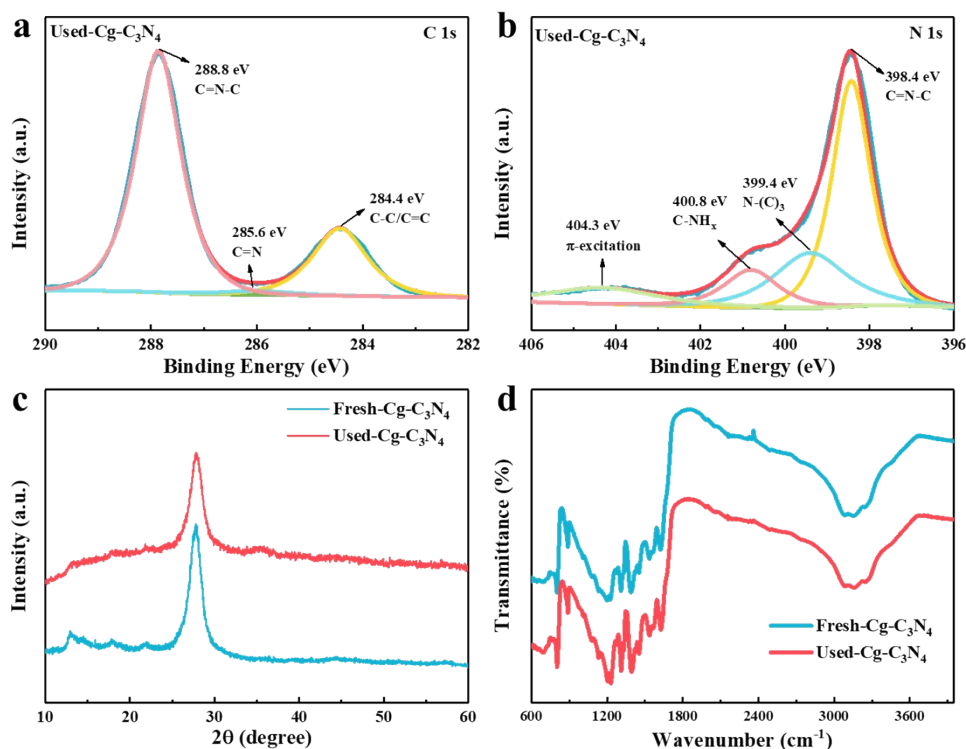 a
Used-Cg-C₃N₄
C 1s
288.8 eV
C=N-C
285.6 eV
C=N
284.4 eV
C-C/C=C
Intensity (a.u.)
290 288 286 284 282
Binding Energy (eV)
b
Used-Cg-C₃N₄
N 1s
398.4 eV
C=N-C
399.4 eV
N-(C)₃
400.8 eV
C-NHₓ
404.3 eV
π-excitation
Intensity (a.u.)
406 404 402 400 398 396
Binding Energy (eV)
c
Fresh-Cg-C₃N₄
Used-Cg-C₃N₄
Intensity (a.u.)
10 20 30 40 50 60
2θ (degree)
d
Transmittance (%)
Fresh-Cg-C₃N₄
Used-Cg-C₃N₄
600 1200 1800 2400 3000 3600
Wavenumber (cm⁻¹)